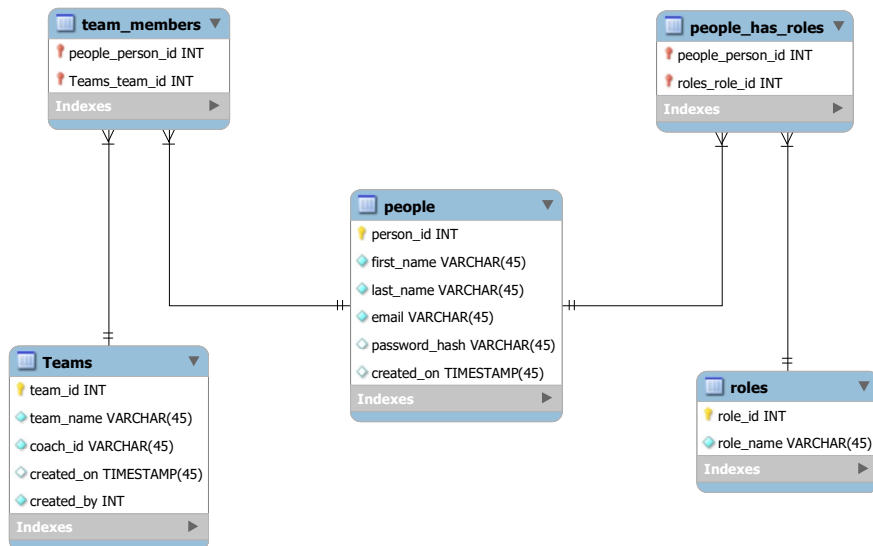 team_members
people_person_id INT
Teams_team_id INT
Indexes
people_has_roles
people_person_id INT
roles_role_id INT
Indexes
people
person_id INT
first_name VARCHAR(45)
last_name VARCHAR(45)
email VARCHAR(45)
password_hash VARCHAR(45)
created_on TIMESTAMP(45)
Indexes
Teams
team_id INT
team_name VARCHAR(45)
coach_id VARCHAR(45)
created_on TIMESTAMP(45)
created_by INT
Indexes
roles
role_id INT
role_name VARCHAR(45)
Indexes